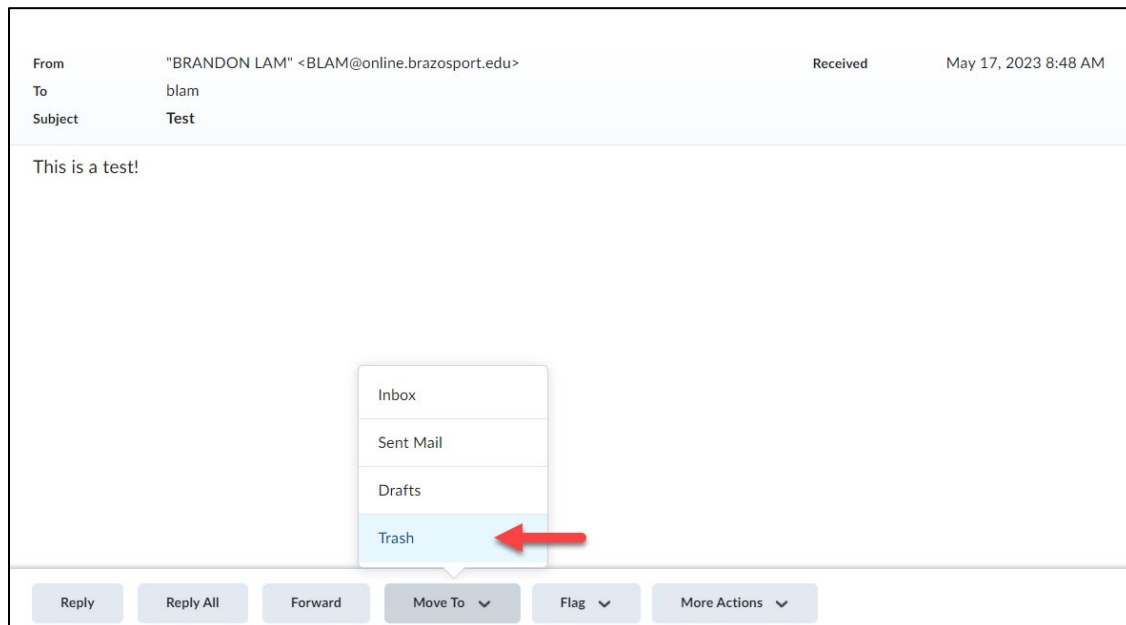 From "BRANDON LAM" <BLAM@online.brazosport.edu> Received May 17, 2023 8:48 AM
To blam
Subject Test
This is a test!
Inbox
Sent Mail
Drafts
Trash
Reply Reply All Forward Move To Flag More Actions